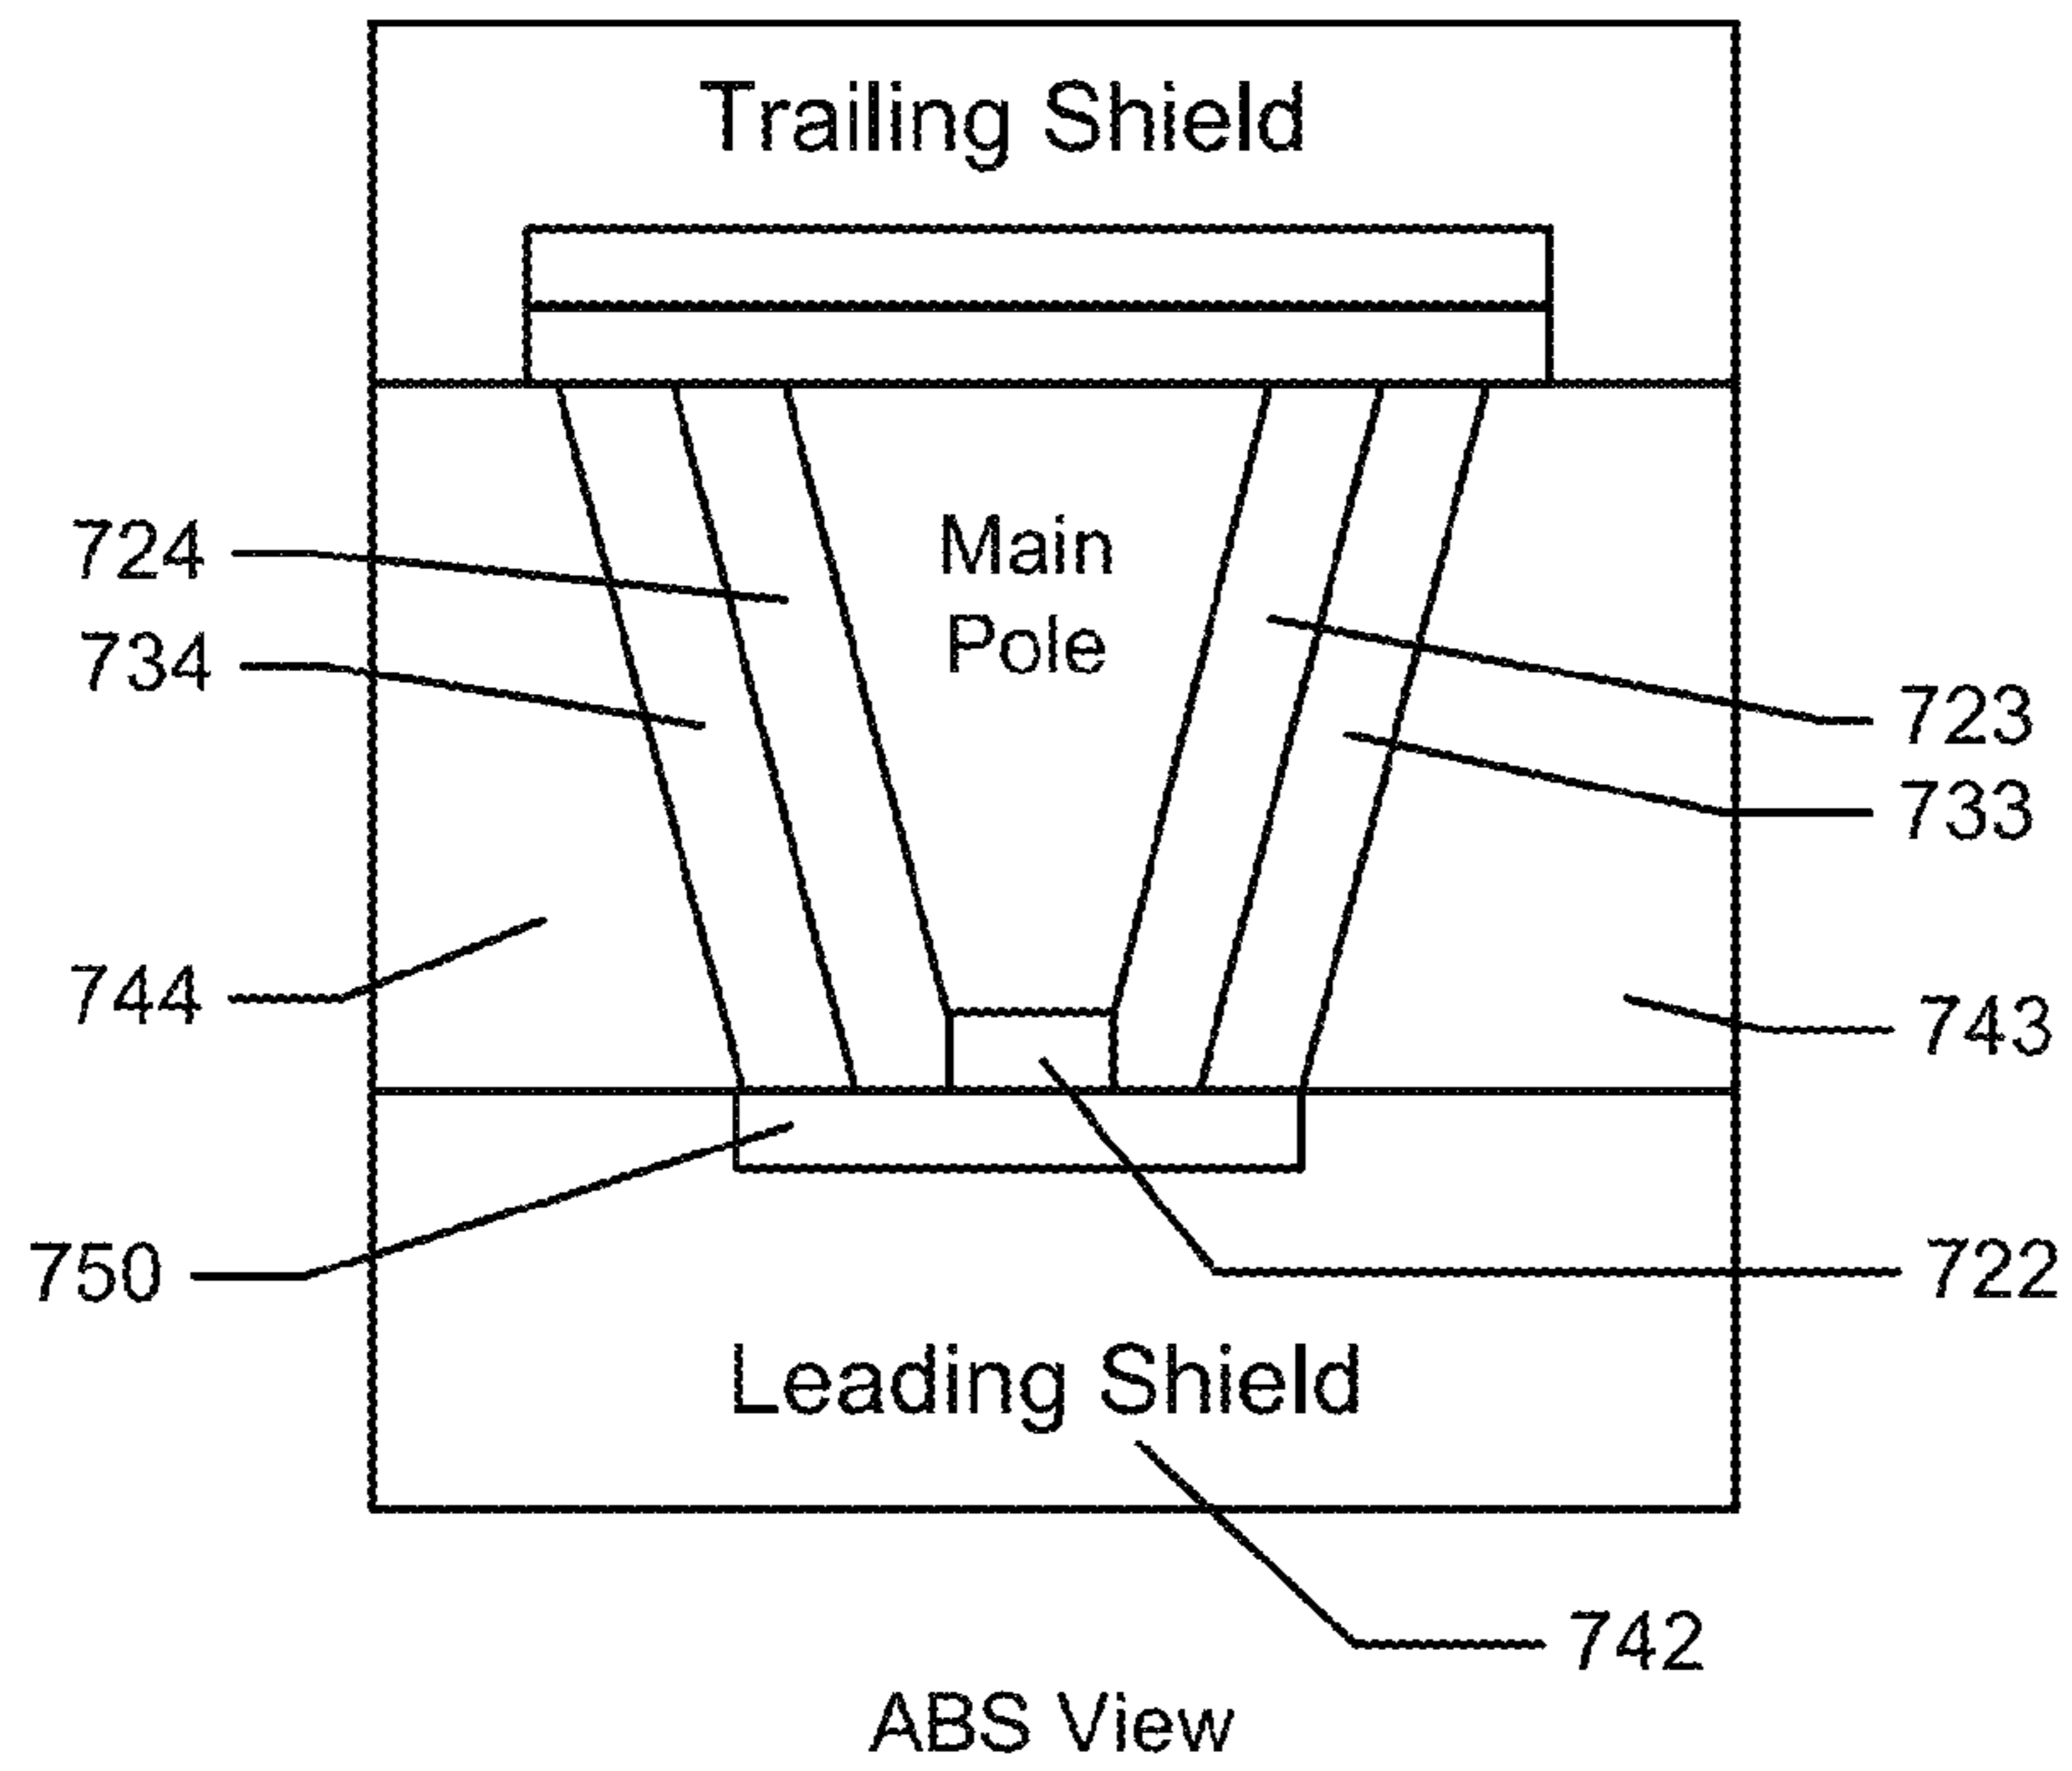 Trailing Shield
Main
Pole
724
734
723
733
744
743
750
722
Leading Shield
742
ABS View